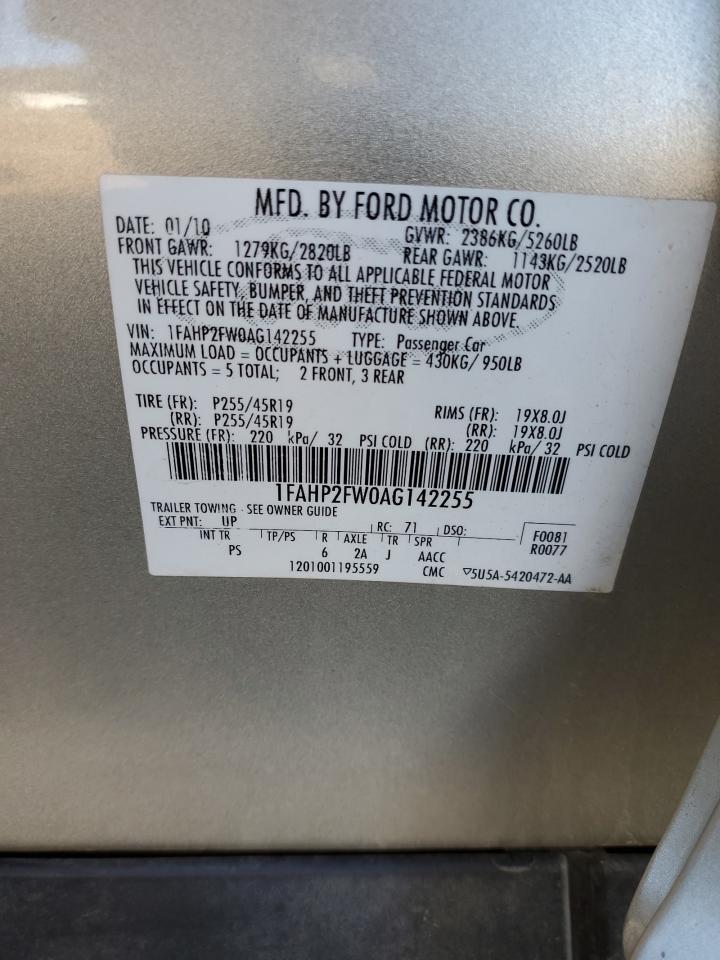 MFD. BY FORD MOTOR CO.
DATE: 01/10 GVWR: 2386KG/5260LB
FRONT GAWR: 1279KG/2820LB REAR GAWR: 1143KG/2520LB
THIS VEHICLE CONFORMS TO ALL APPLICABLE FEDERAL MOTOR
VEHICLE SAFETY, BUMPER, AND THEFT PREVENTION STANDARDS
IN EFFECT ON THE DATE OF MANUFACTURE SHOWN ABOVE.
VIN: 1FAHP2FW0AG142255 TYPE: Passenger Car
MAXIMUM LOAD = OCCUPANTS + LUGGAGE = 430KG/ 950LB
OCCUPANTS = 5 TOTAL; 2 FRONT, 3 REAR
TIRE (FR): P255/45R19 RIMS (FR): 19X8.0J
(RR): P255/45R19 (RR): 19X8.0J
PRESSURE (FR): 220 kPa/ 32 PSI COLD (RR): 220 kPa/ 32 PSI COLD
1FAHP2FW0AG142255
TRAILER TOWING - SEE OWNER GUIDE
EXT PNT: UP RC: 71 DSO: F0081
INT TR TP/PS R AXLE TR SPR R0077
PS 6 2A J AACC
1201001195559 CMC ▽5U5A-5420472-AA